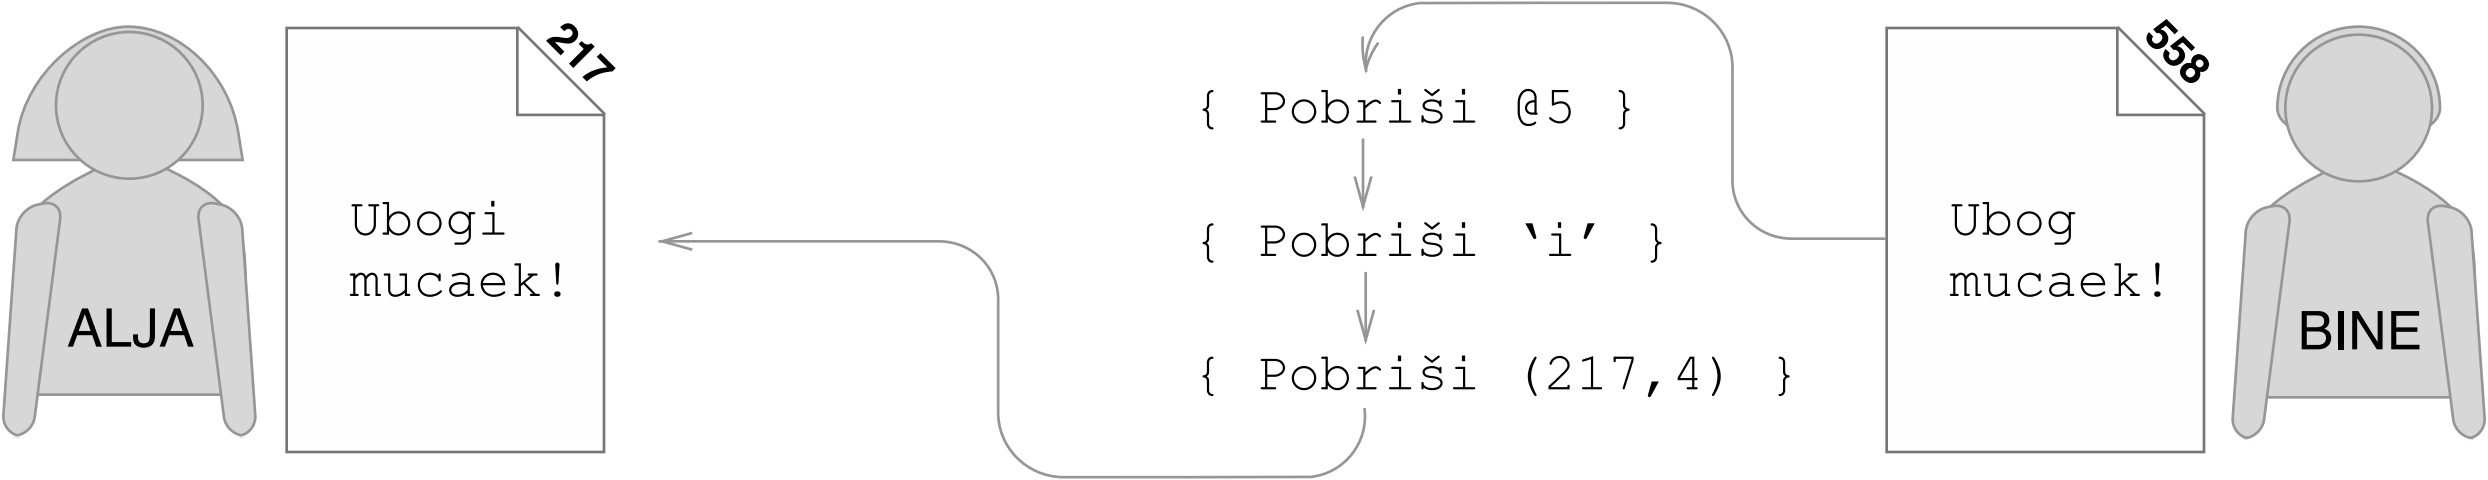 217
Ubogi
mucaek!
ALJA
{ Pobriši @5 }
{ Pobriši ‘i’ }
{ Pobriši (217,4) }
558
Ubog
mucaek!
BINE